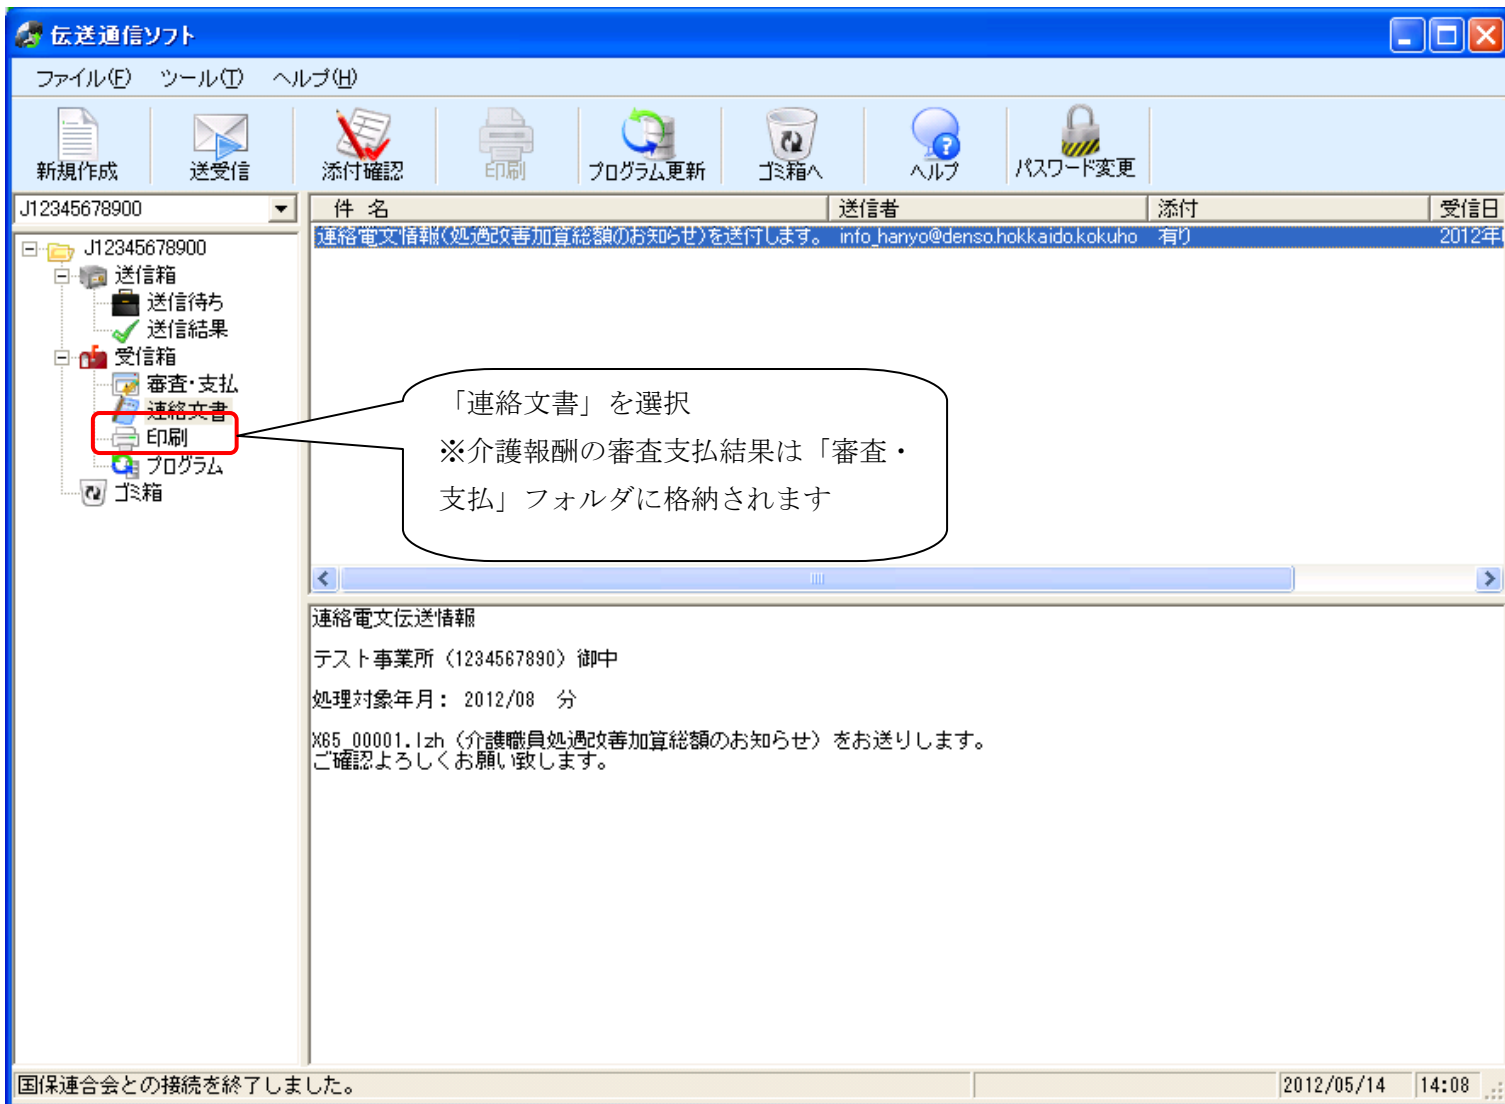 伝送通信ソフト
ファイル(F) ツール(T) ヘルプ(H)
新規作成 送受信 添付確認 印刷 プログラム更新 ゴミ箱へ ヘルプ パスワード変更
J12345678900
件 名 送信者 添付 受信日
連絡電文情報(処遇改善加算総額のお知らせ)を送付します。 info_hanyo@denso.hokkaido.kokuho 有り 2012年
J12345678900
送信箱
送信待ち
送信結果
受信箱
審査・支払
連絡文書
印刷
プログラム
ゴミ箱
「連絡文書」を選択
※介護報酬の審査支払結果は「審査・
支払」フォルダに格納されます
連絡電文伝送情報
テスト事業所（1234567890）御中
処理対象年月： 2012/08 分
X65_00001.lzh（介護職員処遇改善加算総額のお知らせ）をお送りします。
ご確認よろしくお願い致します。
国保連合会との接続を終了しました。 2012/05/14 14:08